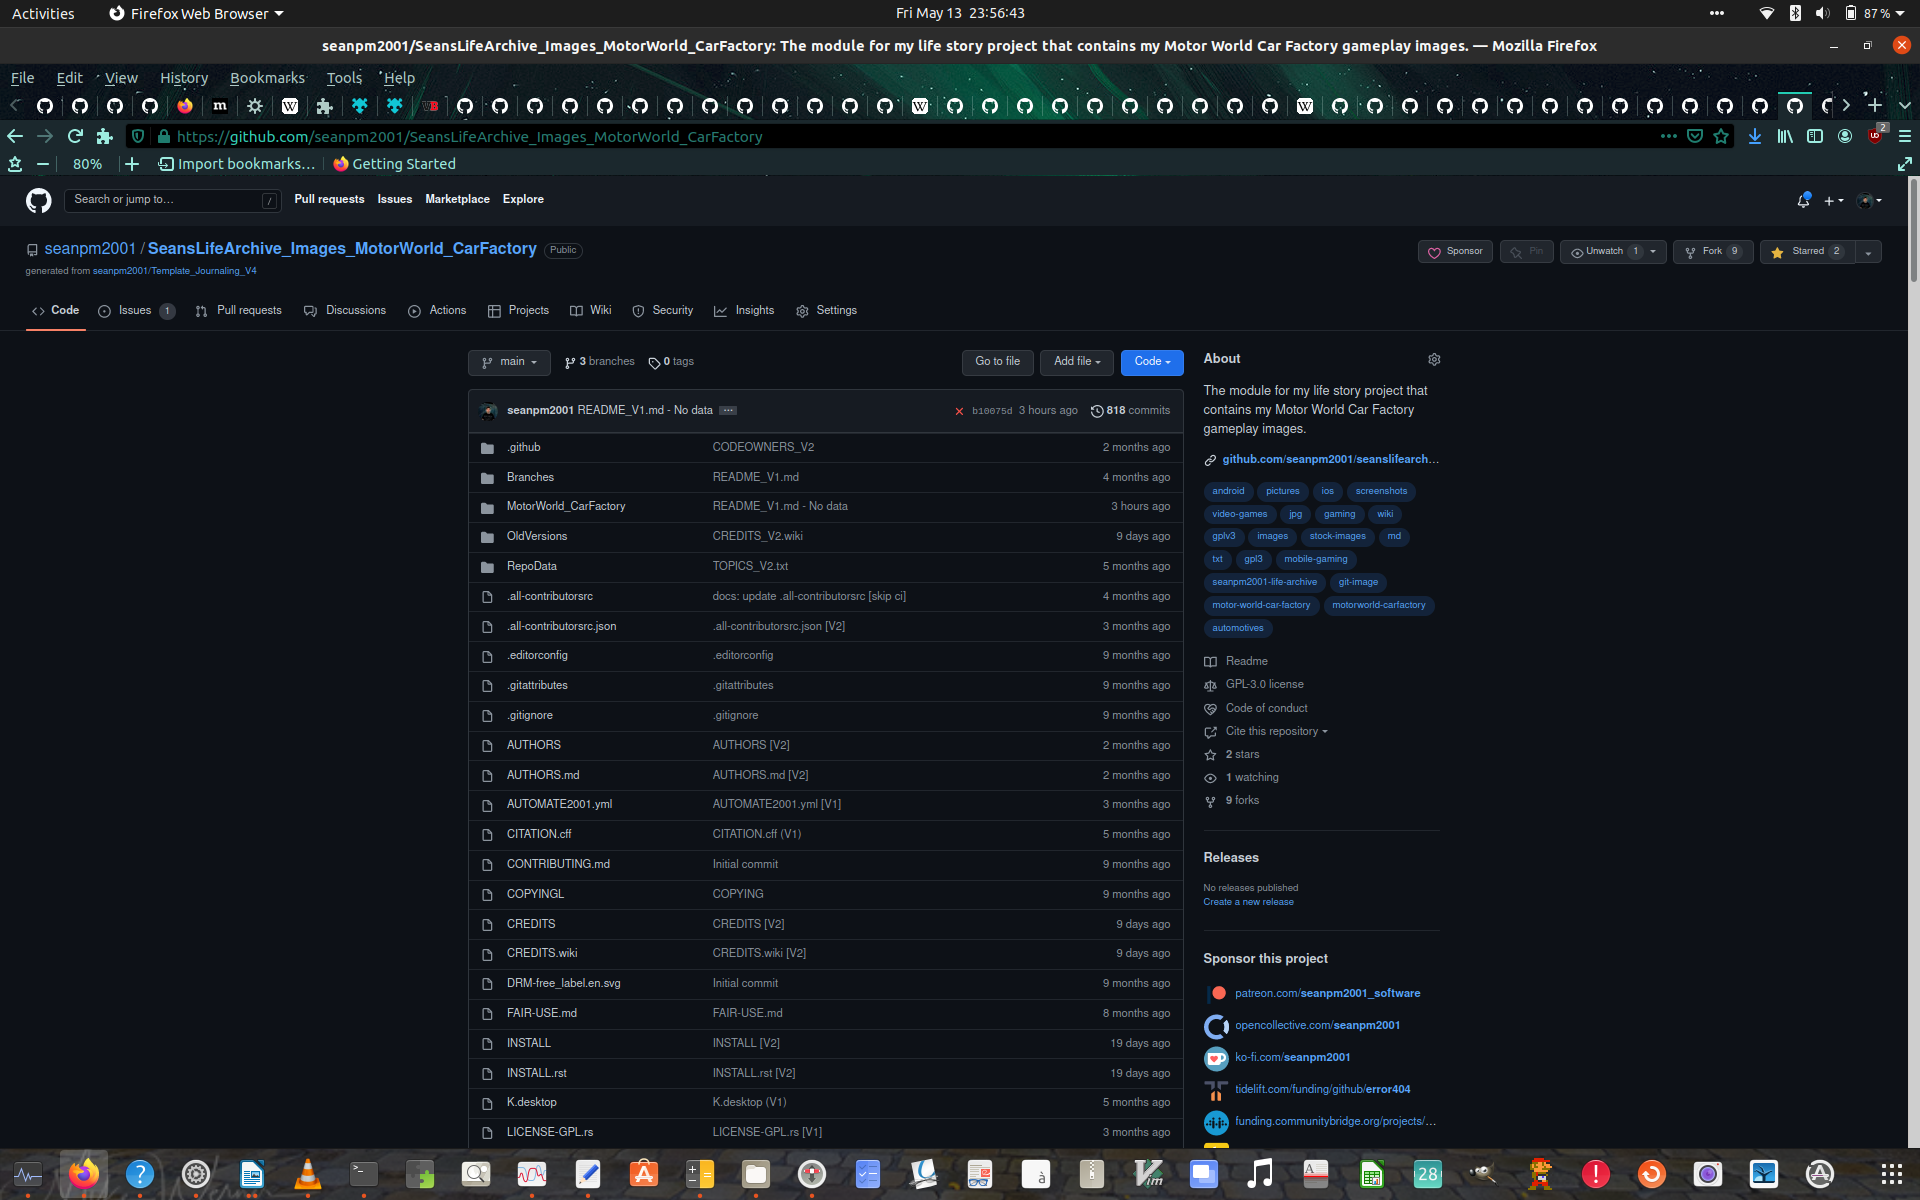 Activities
Firefox Web Browser
Fri May 13 23:56:43
87 %
seanpm2001/SeansLifeArchive_Images_MotorWorld_CarFactory: The module for my life story project that contains my Motor World Car Factory gameplay images. — Mozilla Firefox
File Edit View History Bookmarks Tools Help
https://github.com/seanpm2001/SeansLifeArchive_Images_MotorWorld_CarFactory
2
80%
Import bookmarks…
Getting Started
Search or jump to…
/
Pull requests Issues Marketplace Explore
seanpm2001 / SeansLifeArchive_Images_MotorWorld_CarFactory Public
generated from seanpm2001/Template_Journaling_V4
Sponsor
Pin
Unwatch 1
Fork 9
Starred 2
Code
Issues 1
Pull requests
Discussions
Actions
Projects
Wiki
Security
Insights
Settings
main
3 branches
0 tags
Go to file
Add file
Code
seanpm2001 README_V1.md - No data ... b10075d 3 hours ago 818 commits
.github CODEOWNERS_V2 2 months ago
Branches README_V1.md 4 months ago
MotorWorld_CarFactory README_V1.md - No data 3 hours ago
OldVersions CREDITS_V2.wiki 9 days ago
RepoData TOPICS_V2.txt 5 months ago
.all-contributorsrc docs: update .all-contributorsrc [skip ci] 4 months ago
.all-contributorsrc.json .all-contributorsrc.json [V2] 3 months ago
.editorconfig .editorconfig 9 months ago
.gitattributes .gitattributes 9 months ago
.gitignore .gitignore 9 months ago
AUTHORS AUTHORS [V2] 2 months ago
AUTHORS.md AUTHORS.md [V2] 2 months ago
AUTOMATE2001.yml AUTOMATE2001.yml [V1] 3 months ago
CITATION.cff CITATION.cff (V1) 5 months ago
CONTRIBUTING.md Initial commit 9 months ago
COPYINGL COPYING 9 months ago
CREDITS CREDITS [V2] 9 days ago
CREDITS.wiki CREDITS.wiki [V2] 9 days ago
DRM-free_label.en.svg Initial commit 9 months ago
FAIR-USE.md FAIR-USE.md 8 months ago
INSTALL INSTALL [V2] 19 days ago
INSTALL.rst INSTALL.rst [V2] 19 days ago
K.desktop K.desktop (V1) 5 months ago
LICENSE-GPL.rs LICENSE-GPL.rs [V1] 3 months ago
About
The module for my life story project that
contains my Motor World Car Factory
gameplay images.
github.com/seanpm2001/seanslifearch…
android pictures ios screenshots
video-games jpg gaming wiki
gplv3 images stock-images md
txt gpl3 mobile-gaming
seanpm2001-life-archive git-image
motor-world-car-factory motorworld-carfactory
automotives
Readme
GPL-3.0 license
Code of conduct
Cite this repository
2 stars
1 watching
9 forks
Releases
No releases published
Create a new release
Sponsor this project
patreon.com/seanpm2001_software
opencollective.com/seanpm2001
ko-fi.com/seanpm2001
tidelift.com/funding/github/error404
funding.communitybridge.org/projects/…
28